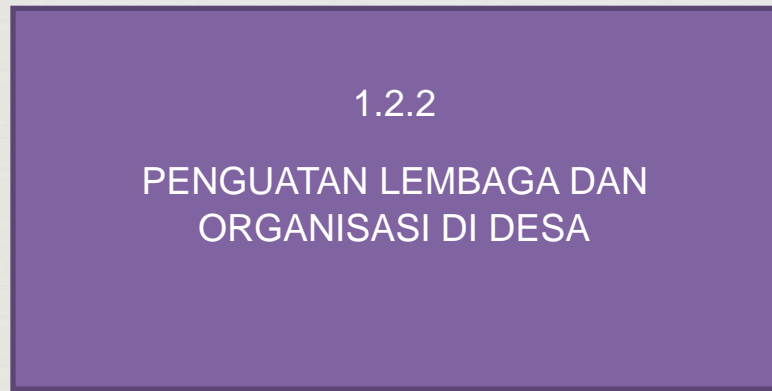 1.2.2
PENGUATAN LEMBAGA DAN
ORGANISASI DI DESA